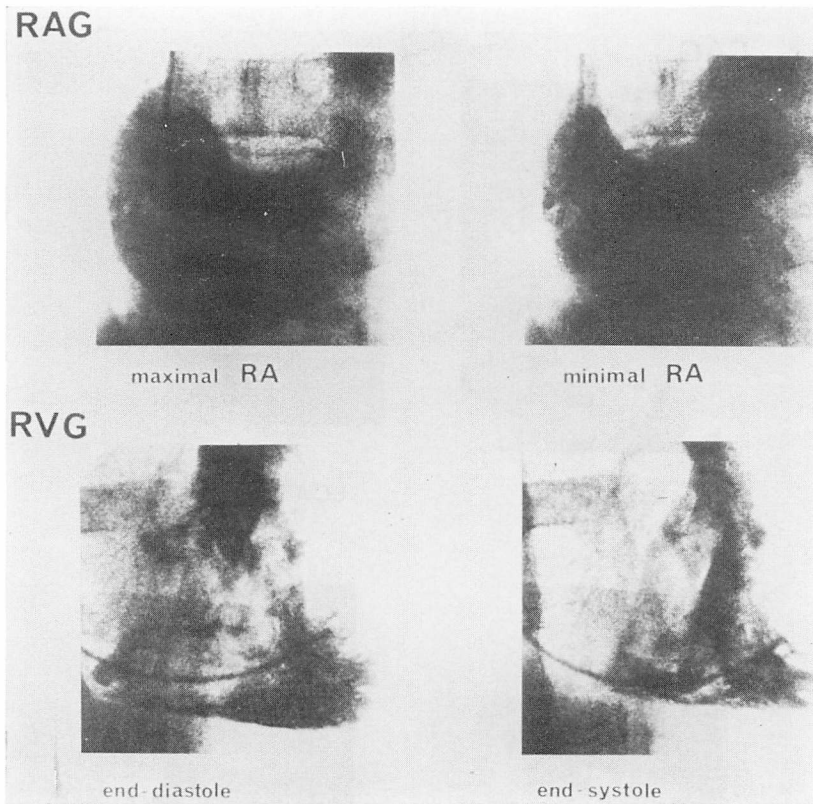 RAG
maximal RA
minimal RA
RVG
end-diastole
end-systole